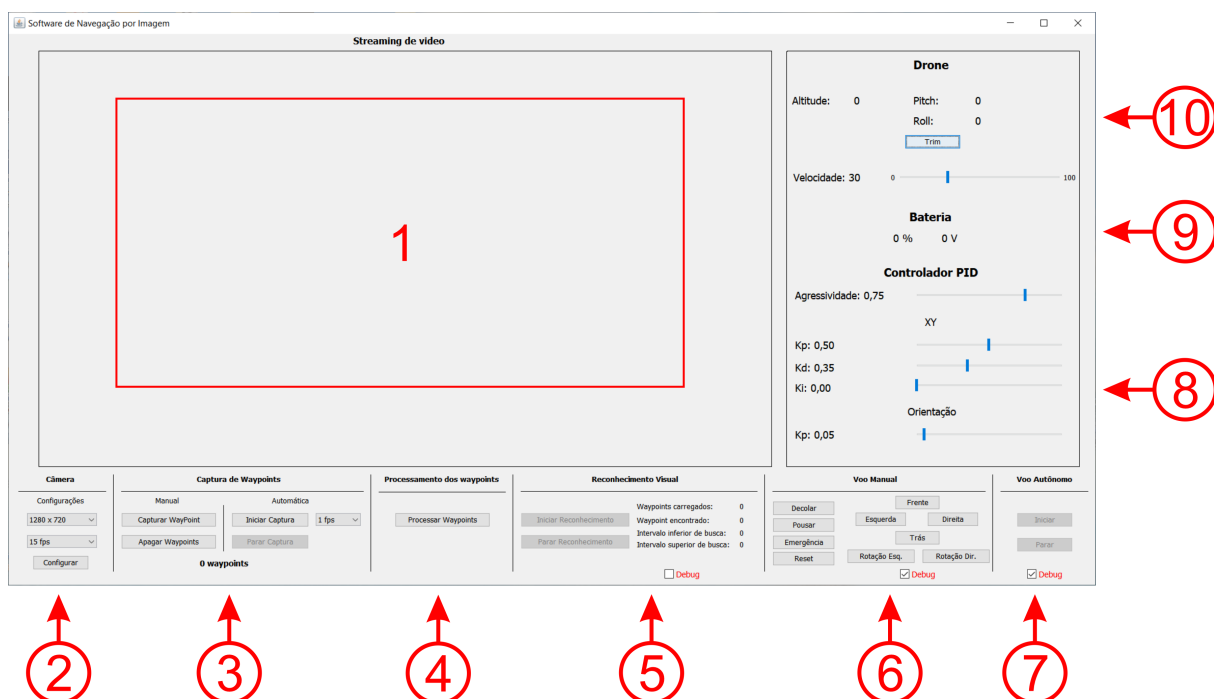 Software de Navegação por Imagem
Streaming de video
1
Drone
Altitude: 0 Pitch: 0
Roll: 0
Trim
Velocidade: 30 0 100
Bateria
0 % 0 V
Controlador PID
Agressividade: 0,75
XY
Kp: 0,50
Kd: 0,35
Ki: 0,00
Orientação
Kp: 0,05
10
9
8
Câmera
Configurações
1280 x 720
15 fps
Configurar
Captura de Waypoints
Manual Automática
Capturar WayPoint Iniciar Captura 1 fps
Apagar Waypoints Parar Captura
0 waypoints
Processamento dos waypoints
Processar Waypoints
Reconhecimento Visual
Iniciar Reconhecimento
Parar Reconhecimento
Waypoints carregados: 0
Waypoint encontrado: 0
Intervalo inferior de busca: 0
Intervalo superior de busca: 0
Debug
Voo Manual
Decolar
Pousar
Emergência
Reset
Frente
Esquerda Direita
Trás
Rotação Esq. Rotação Dir.
Debug
Voo Autônomo
Iniciar
Parar
Debug
2 3 4 5 6 7